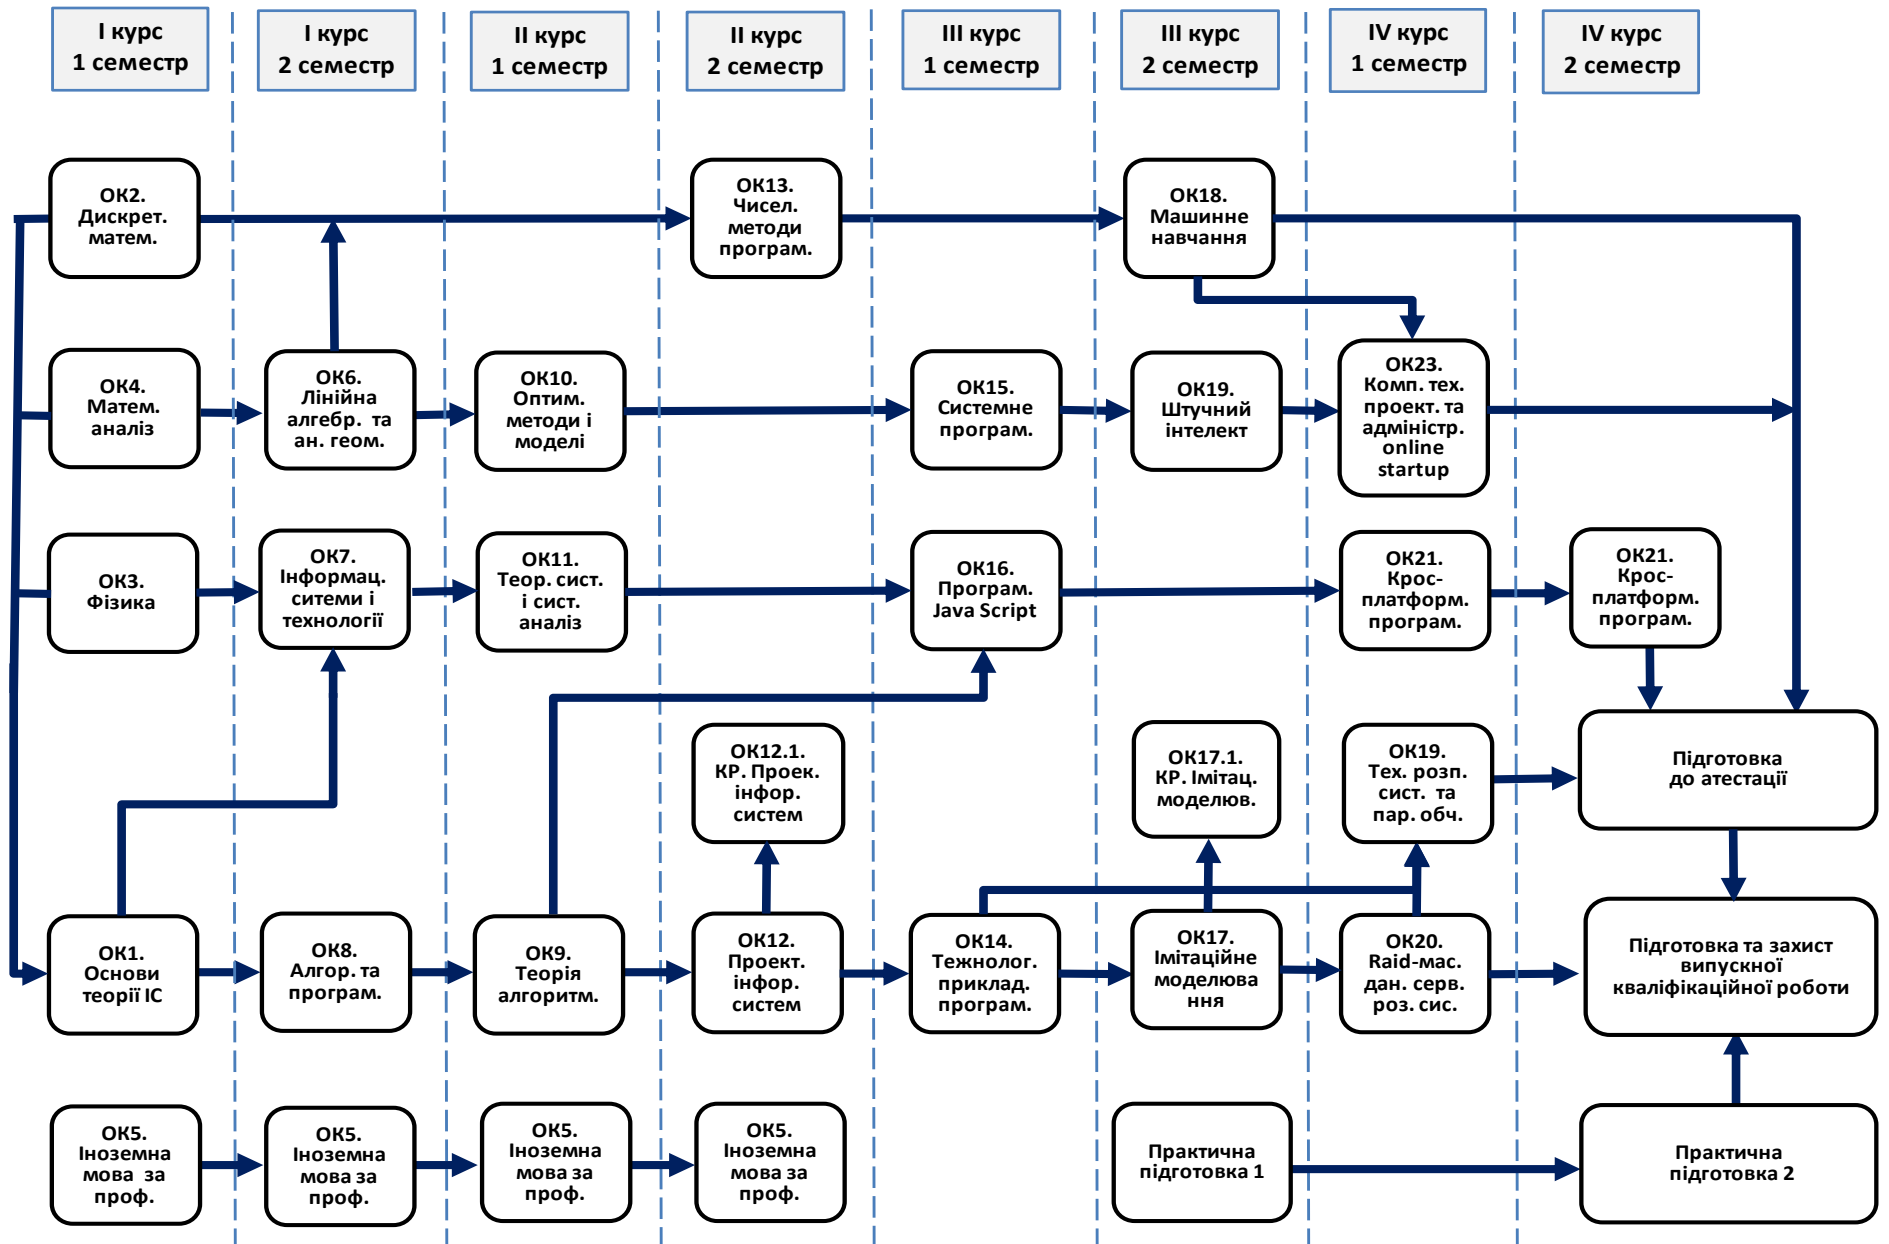 І курс
1 семестр
І курс
2 семестр
ІІ курс
1 семестр
ІІ курс
2 семестр
ІІІ курс
1 семестр
ІІІ курс
2 семестр
IV курс
1 семестр
IV курс
2 семестр
ОК2.
Дискрет.
матем.
ОК13.
Чисел.
методи
програм.
ОК18.
Машинне
навчання
ОК4.
Матем.
аналіз
ОК6.
Лінійна
алгебр. та
ан. геом.
ОК10.
Оптим.
методи і
моделі
ОК15.
Системне
програм.
ОК19.
Штучний
інтелект
ОК23.
Комп. тех.
проект. та
адміністр.
online
startup
ОК3.
Фізика
ОК7.
Інформац.
ситеми і
технології
ОК11.
Теор. сист.
і сист.
аналіз
ОК16.
Програм.
Java Script
ОК21.
Крос-
платформ.
програм.
ОК21.
Крос-
платформ.
програм.
ОК12.1.
КР. Проек.
інфор.
систем
ОК17.1.
КР. Імітац.
моделюв.
ОК19.
Тех. розп.
сист. та
пар. обч.
Підготовка
до атестації
ОК1.
Основи
теорії ІС
ОК8.
Алгор. та
програм.
ОК9.
Теорія
алгоритм.
ОК12.
Проект.
інфор.
систем
ОК14.
Тежнолог.
приклад.
програм.
ОК17.
Імітаційне
моделюва
ння
ОК20.
Raid-мас.
дан. серв.
роз. сис.
Підготовка та захист
випускної
кваліфікаційної роботи
ОК5.
Іноземна
мова за
проф.
ОК5.
Іноземна
мова за
проф.
ОК5.
Іноземна
мова за
проф.
ОК5.
Іноземна
мова за
проф.
Практична
підготовка 1
Практична
підготовка 2